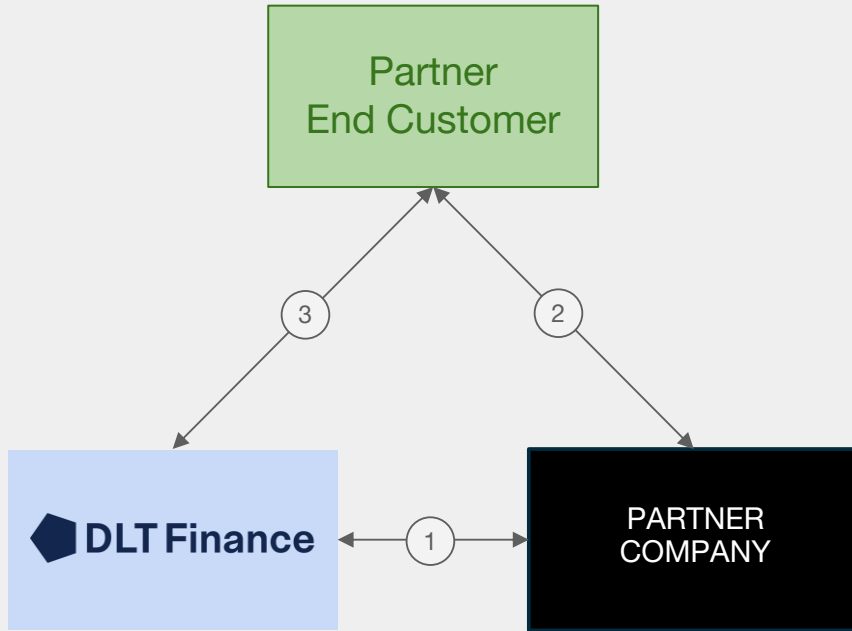 Partner
End Customer
3
2
DLT Finance
1
PARTNER
COMPANY